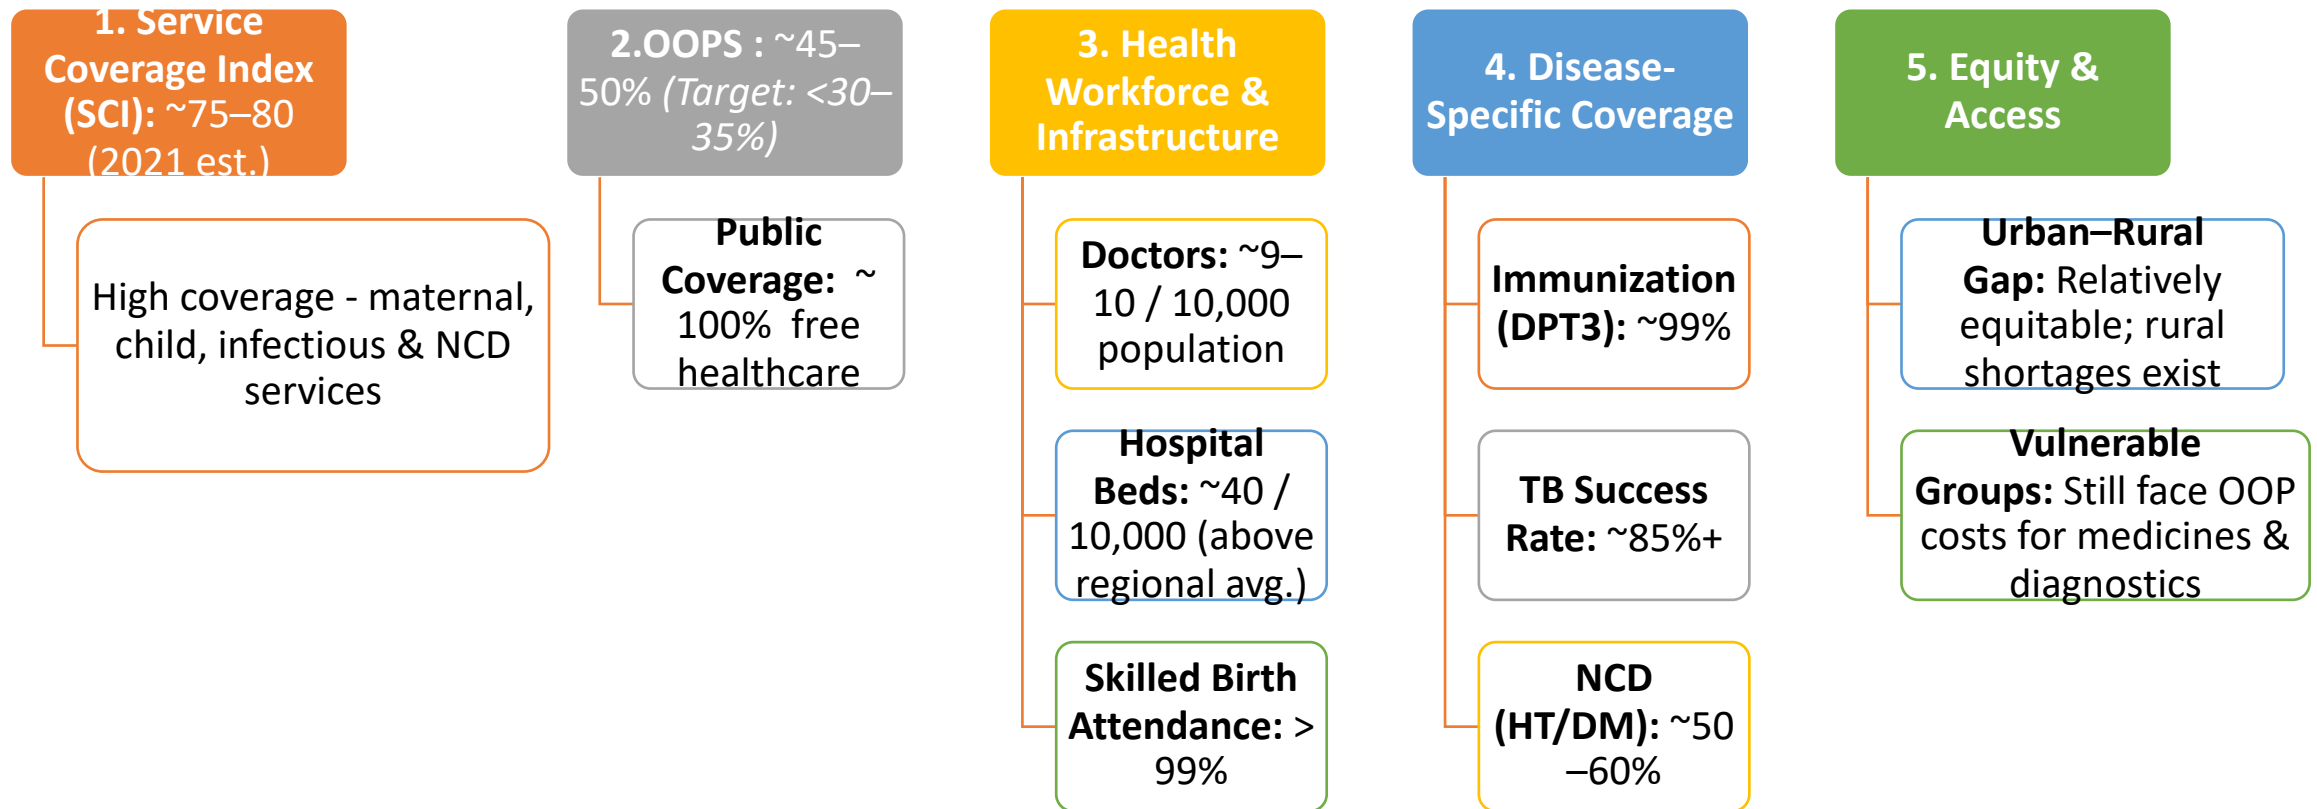 1. Service
Coverage Index
(SCI): ~75–80
(2021 est.)
High coverage - maternal,
child, infectious & NCD
services
2.OOPS : ~45–
50% (Target: <30–
35%)
Public
Coverage: ~
100% free
healthcare
3. Health
Workforce &
Infrastructure
Doctors: ~9–
10 / 10,000
population
Hospital
Beds: ~40 /
10,000 (above
regional avg.)
Skilled Birth
Attendance: >
99%
4. Disease-
Specific Coverage
Immunization
(DPT3): ~99%
TB Success
Rate: ~85%+
NCD
(HT/DM): ~50
–60%
5. Equity &
Access
Urban–Rural
Gap: Relatively
equitable; rural
shortages exist
Vulnerable
Groups: Still face OOP
costs for medicines &
diagnostics